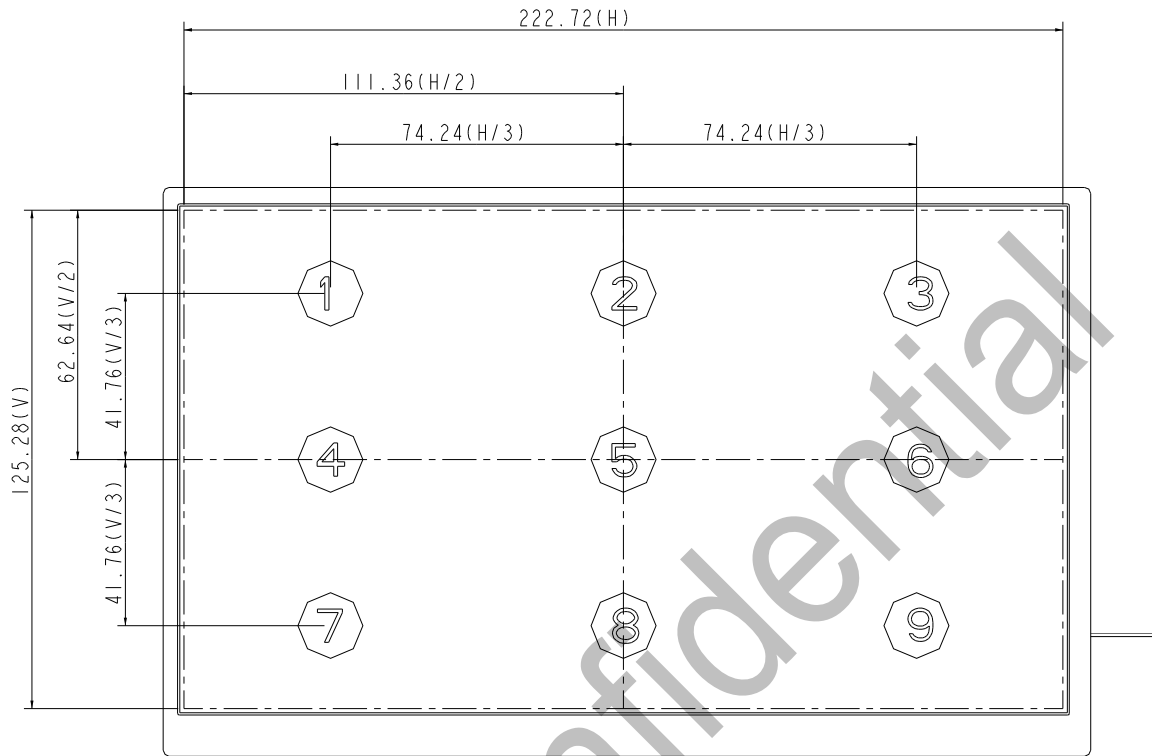 222.72(H)
111.36(H/2)
74.24(H/3) 74.24(H/3)
125.28(V)
62.64(V/2)
41.76(V/3)
41.76(V/3)
1 2 3
4 5 6
7 8 9
nfidential